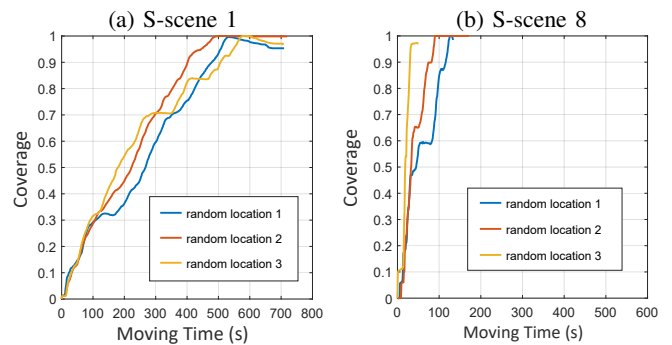 (a) S-scene 1
1
0.9
0.8
0.7
0.6
0.5
0.4
0.3
0.2
0.1
0
Coverage
random location 1
random location 2
random location 3
0 100 200 300 400 500 600 700 800
Moving Time (s)
(b) S-scene 8
1
0.9
0.8
0.7
0.6
0.5
0.4
0.3
0.2
0.1
0
Coverage
random location 1
random location 2
random location 3
0 100 200 300 400 500 600
Moving Time (s)